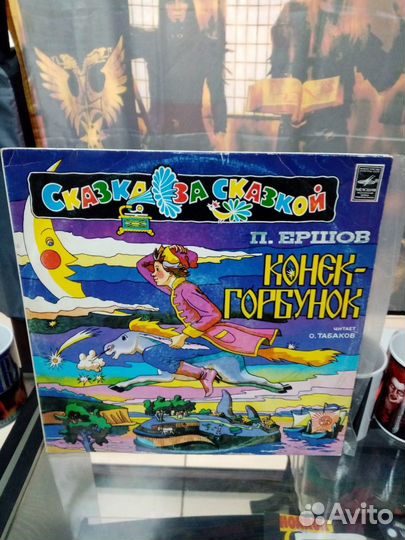 СКАЗКА ЗА СКАЗКОЙ
П. ЕРШОВ
КОНЕК-
ГОРБУНОК
ЧИТАЕТ
О. ТАБАКОВ
Avito